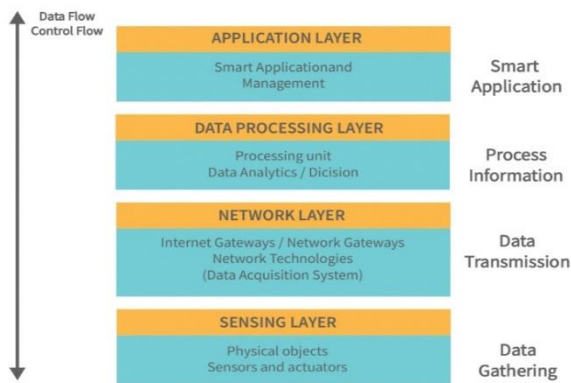 Data Flow
Control Flow
APPLICATION LAYER
Smart Applicationand
Management
Smart
Application
DATA PROCESSING LAYER
Processing unit
Data Analytics / Dicision
Process
Information
NETWORK LAYER
Internet Gateways / Network Gateways
Network Technologies
(Data Acquisition System)
Data
Transmission
SENSING LAYER
Physical objects
Sensors and actuators
Data
Gathering